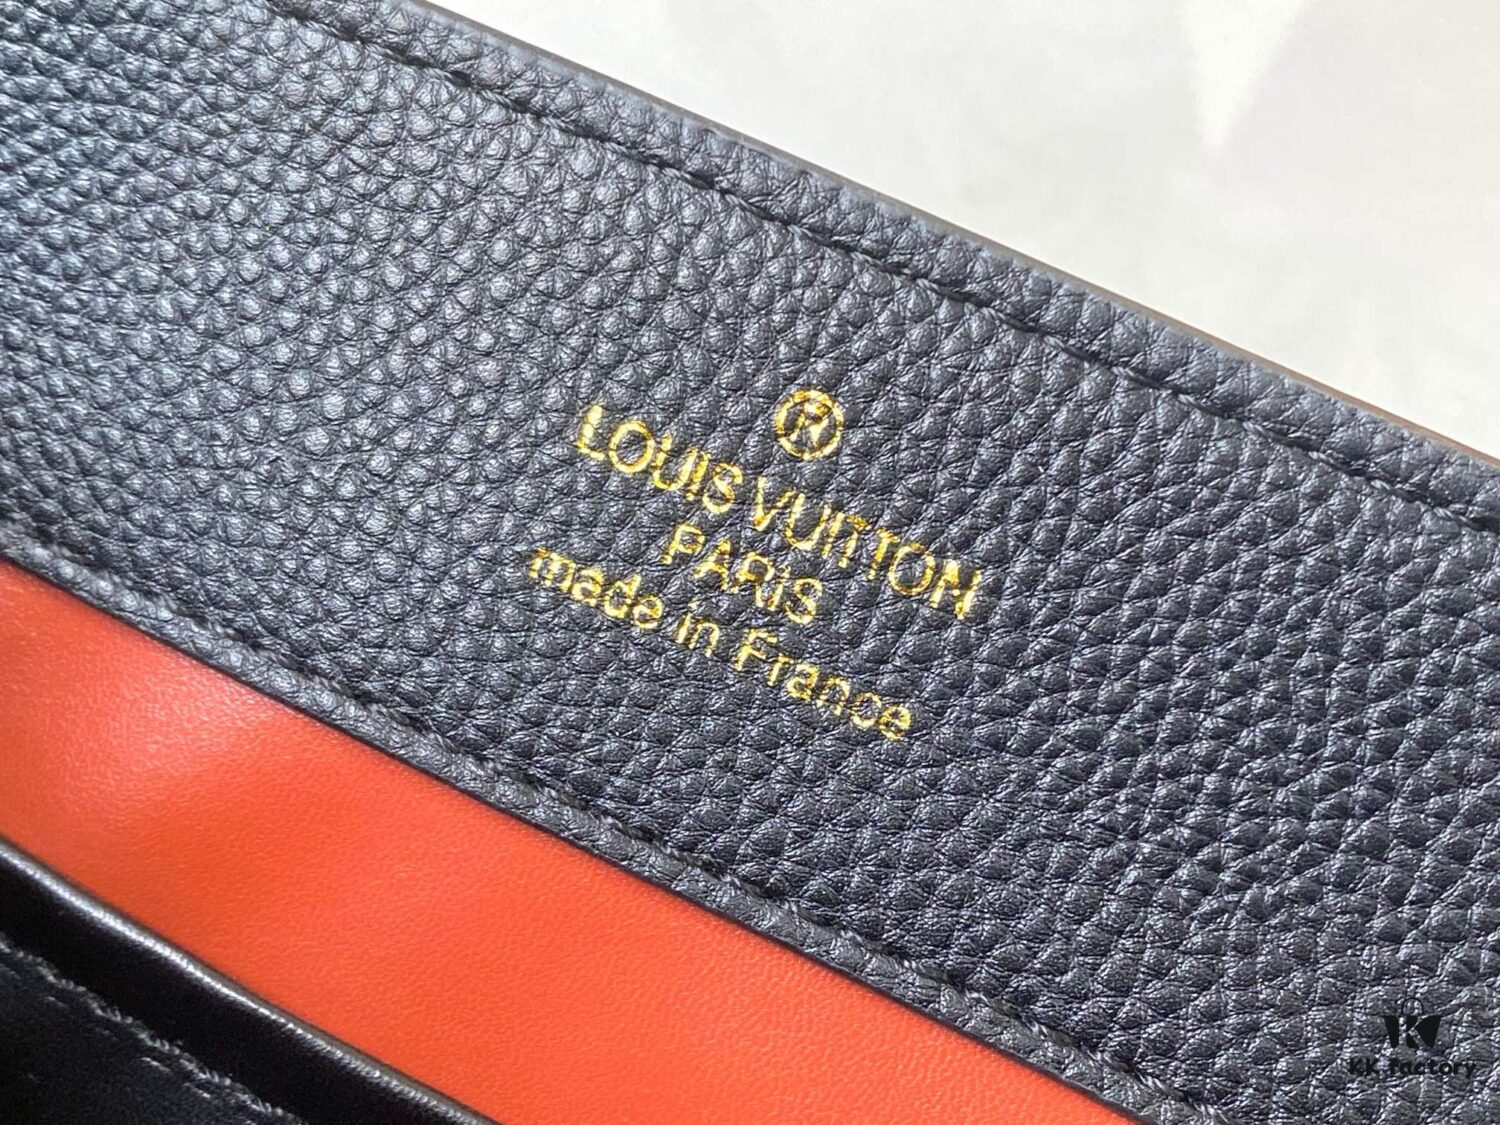 ®
LOUIS VUITTON
PARIS
made in France
KK factory